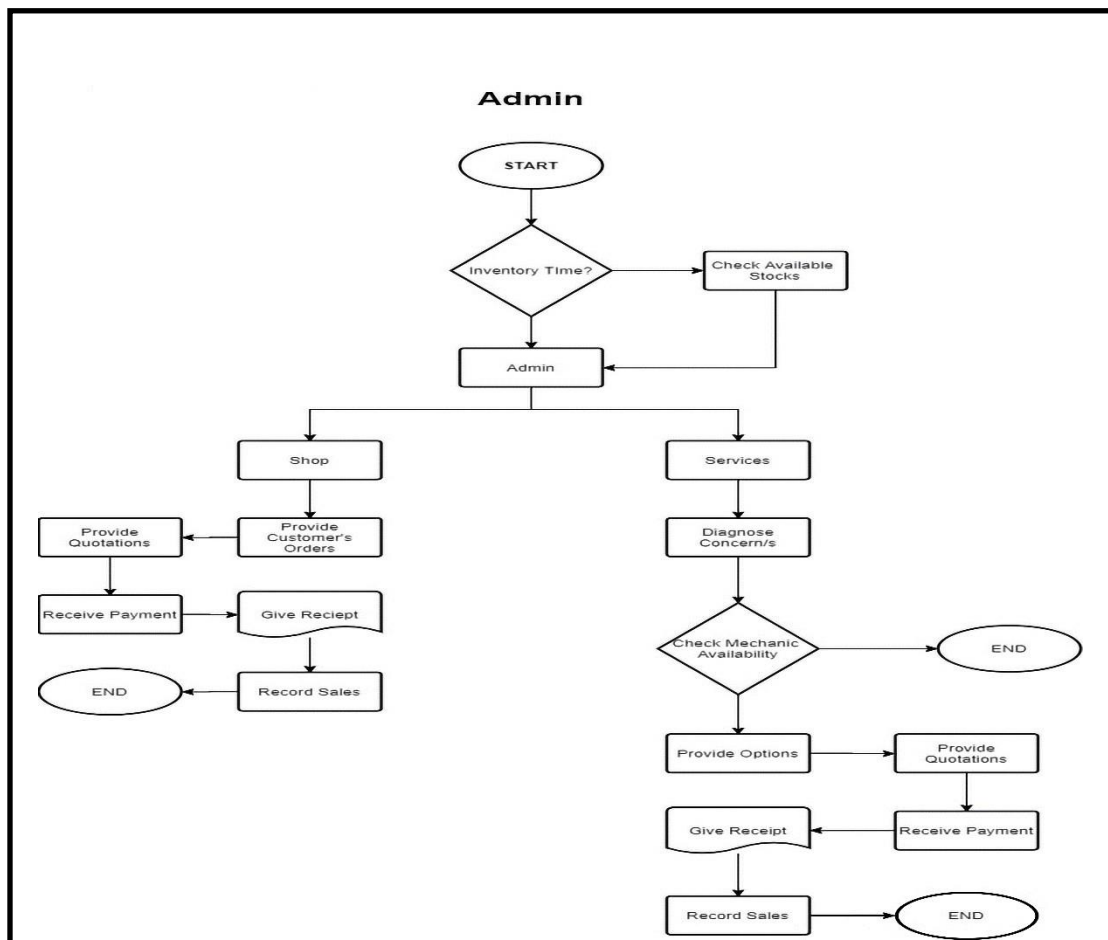 Admin
START
Inventory TIme?
Check Available
Stocks
Admin
Shop
Services
Provide
Customer's
Orders
Provide
Quotations
Receive Payment
Give Reciept
Record Sales
END
Diagnose
Concern/s
Check Mechanic
Availability
END
Provide Options
Provide
Quotations
Receive Payment
Give Receipt
Record Sales
END